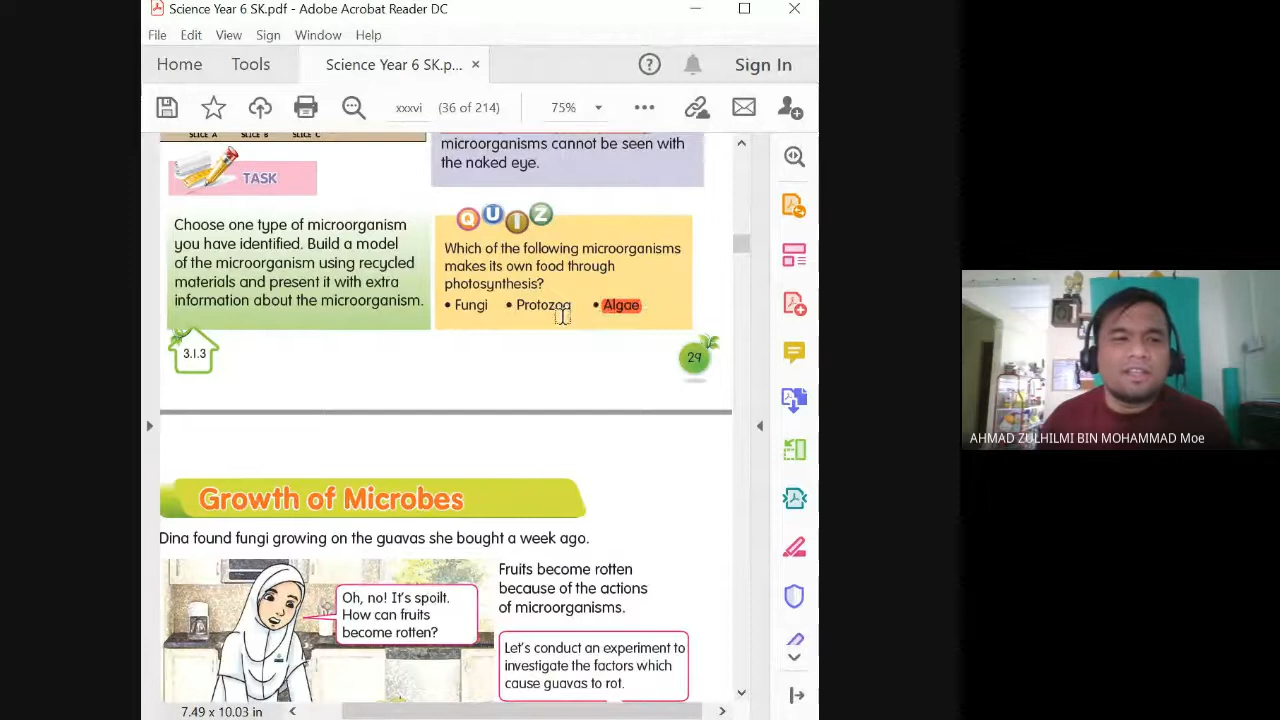 Science Year 6 SK.pdf - Adobe Acrobat Reader DC
File Edit View Sign Window Help
Home Tools Science Year 6 SK.p... × ? Sign In
xxxvi (36 of 214) 75%
SLICE A SLICE B SLICE C
microorganisms cannot be seen with
the naked eye.
TASK
Choose one type of microorganism
you have identified. Build a model
of the microorganism using recycled
materials and present it with extra
information about the microorganism.
QUIZ
Which of the following microorganisms
makes its own food through
photosynthesis?
• Fungi • Protozoa • Algae
3.1.3
29
Growth of Microbes
Dina found fungi growing on the guavas she bought a week ago.
Oh, no! It's spoilt.
How can fruits
become rotten?
Fruits become rotten
because of the actions
of microorganisms.
Let's conduct an experiment to
investigate the factors which
cause guavas to rot.
7.49 x 10.03 in
AHMAD ZULHILMI BIN MOHAMMAD Moe